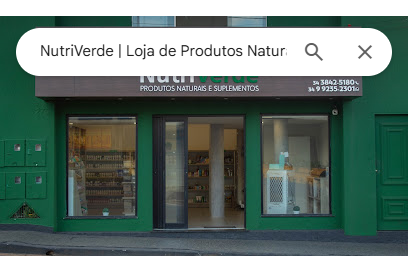 NutriVerde | Loja de Produtos Natur
NutriVerde
PRODUTOS NATURAIS E SUPLEMENTOS
34 3842-5180
34 9 9235-2301